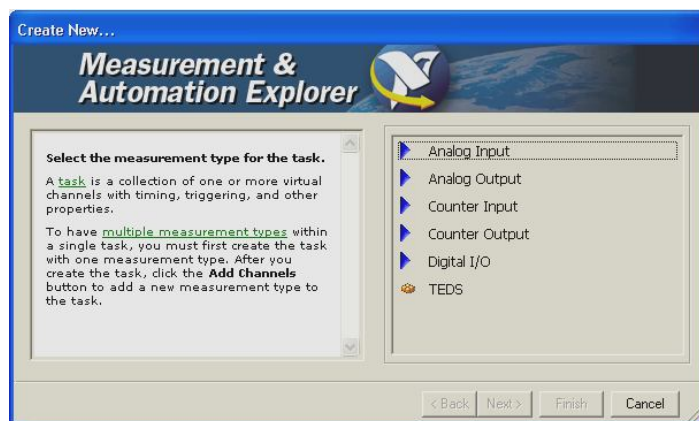 Create New...
Measurement &
Automation Explorer
Select the measurement type for the task.
A task is a collection of one or more virtual
channels with timing, triggering, and other
properties.
To have multiple measurement types within
a single task, you must first create the task
with one measurement type. After you
create the task, click the Add Channels
button to add a new measurement type to
the task.
Analog Input
Analog Output
Counter Input
Counter Output
Digital I/O
TEDS
< Back
Next >
Finish
Cancel